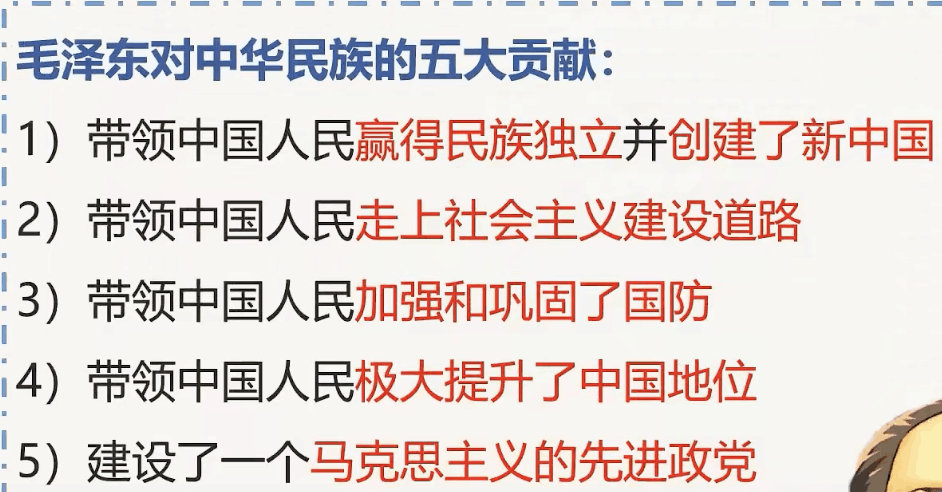 毛泽东对中华民族的五大贡献：
1）带领中国人民赢得民族独立并创建了新中国
2）带领中国人民走上社会主义建设道路
3）带领中国人民加强和巩固了国防
4）带领中国人民极大提升了中国地位
5）建设了一个马克思主义的先进政党